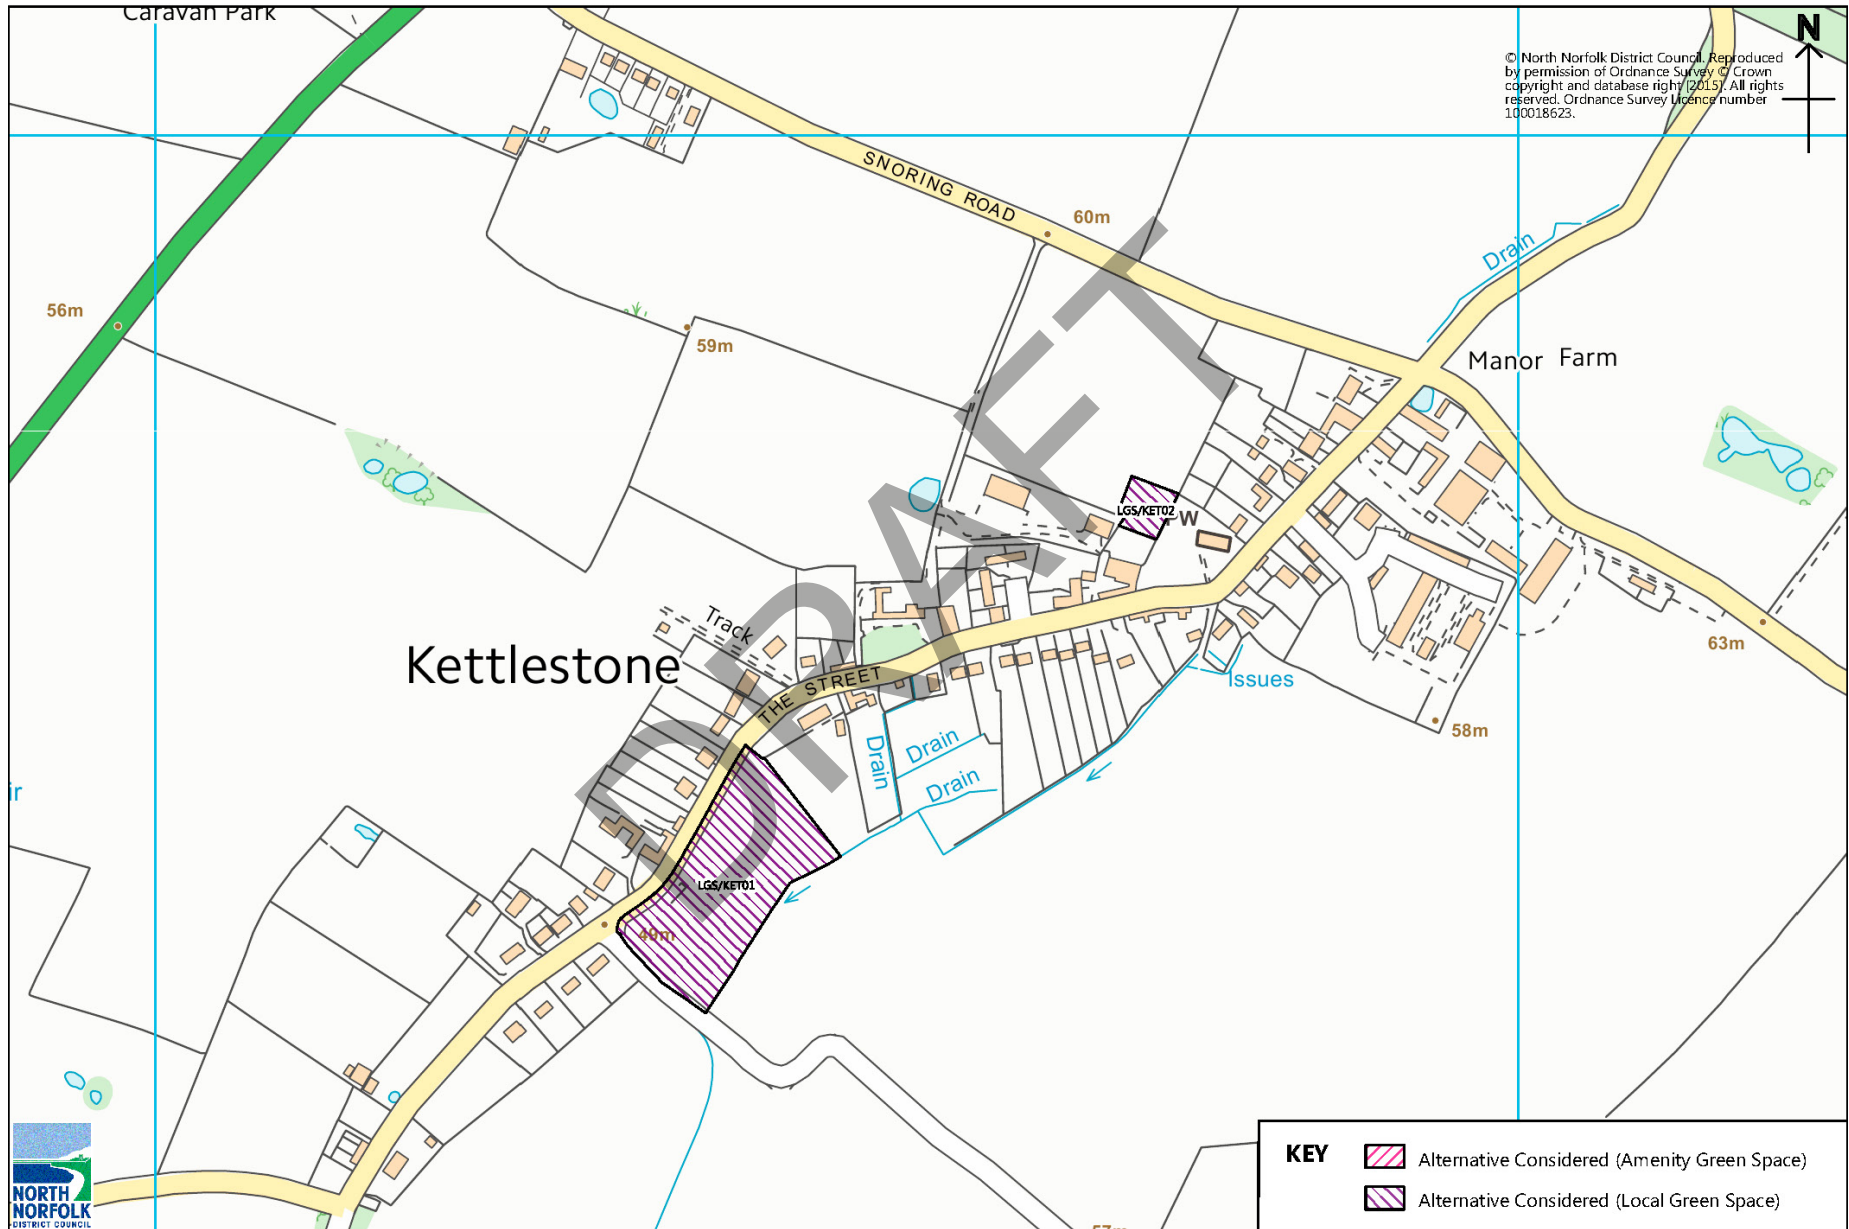 Caravan Park
N
© North Norfolk District Council. Reproduced
by permission of Ordnance Survey © Crown
copyright and database right [2015]. All rights
reserved. Ordnance Survey Licence number
100018623.
SNORING ROAD
60m
Drain
56m
59m
Manor Farm
LGS/KET02
PW
Track
Kettlestone
THE STREET
63m
Issues
58m
Drain
Drain
Drain
ir
LGS/KET01
49m
DRAFT
KEY
Alternative Considered (Amenity Green Space)
Alternative Considered (Local Green Space)
NORTH
NORFOLK
DISTRICT COUNCIL